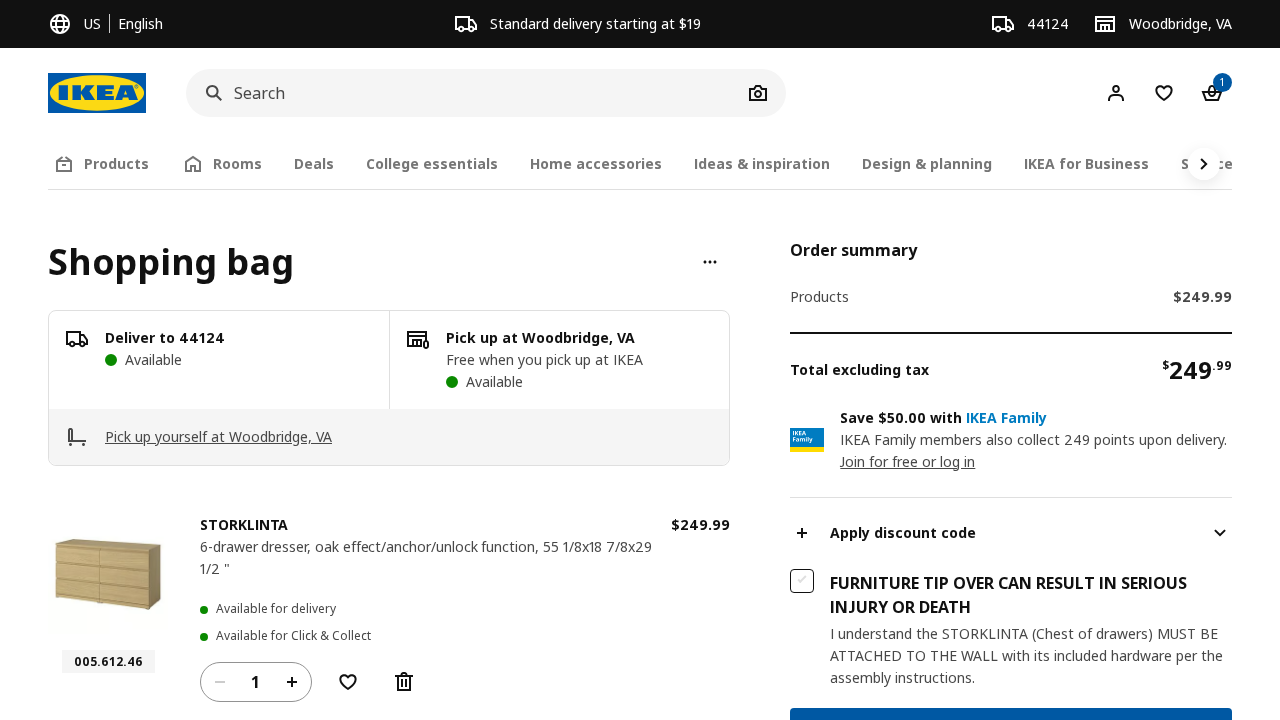 US
English
Standard delivery starting at $19
44124
Woodbridge, VA
IKEA
Search
1
Products
Rooms
Deals
College essentials
Home accessories
Ideas & inspiration
Design & planning
IKEA for Business
Shopping bag
Deliver to 44124
Available
Pick up at Woodbridge, VA
Free when you pick up at IKEA
Available
Pick up yourself at Woodbridge, VA
STORKLINTA
$249.99
6-drawer dresser, oak effect/anchor/unlock function, 55 1/8x18 7/8x29
1/2 "
Available for delivery
Available for Click & Collect
005.612.46
1
Order summary
Products
$249.99
Total excluding tax
$249.99
IKEA
Family
Save $50.00 with IKEA Family
IKEA Family members also collect 249 points upon delivery.
Join for free or log in
Apply discount code
FURNITURE TIP OVER CAN RESULT IN SERIOUS
INJURY OR DEATH
I understand the STORKLINTA (Chest of drawers) MUST BE
ATTACHED TO THE WALL with its included hardware per the
assembly instructions.